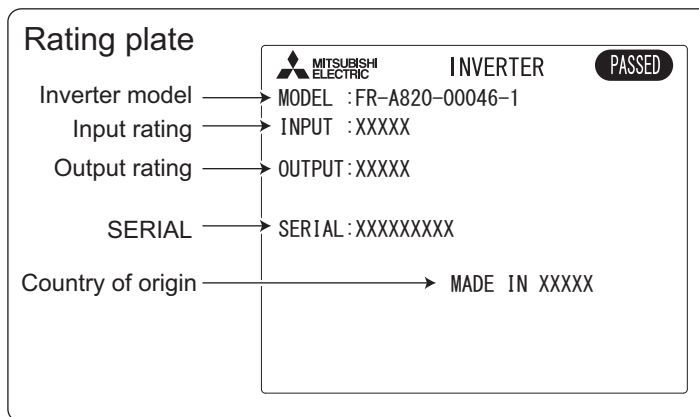 Rating plate
MITSUBISHI
ELECTRIC
INVERTER
PASSED
Inverter model
MODEL :FR-A820-00046-1
Input rating
INPUT :XXXXX
Output rating
OUTPUT:XXXXX
SERIAL
SERIAL:XXXXXXXXX
Country of origin
MADE IN XXXXX